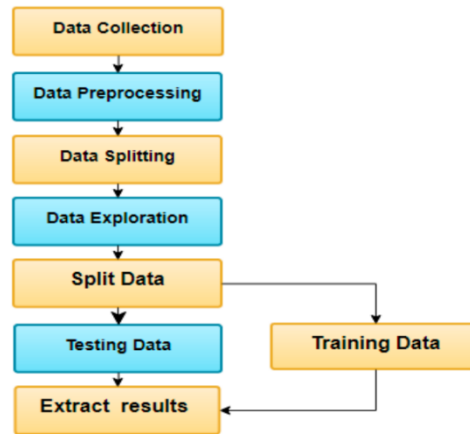 Data Collection
Data Preprocessing
Data Splitting
Data Exploration
Split Data
Testing Data
Training Data
Extract results